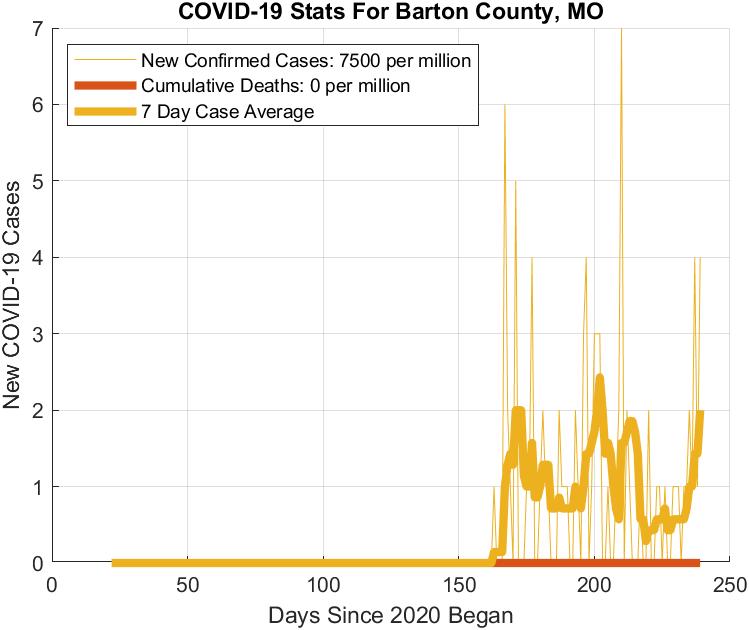 COVID-19 Stats For Barton County, MO
New Confirmed Cases: 7500 per million
Cumulative Deaths: 0 per million
7 Day Case Average
New COVID-19 Cases
7
6
5
4
3
2
1
0
0 50 100 150 200 250
Days Since 2020 Began